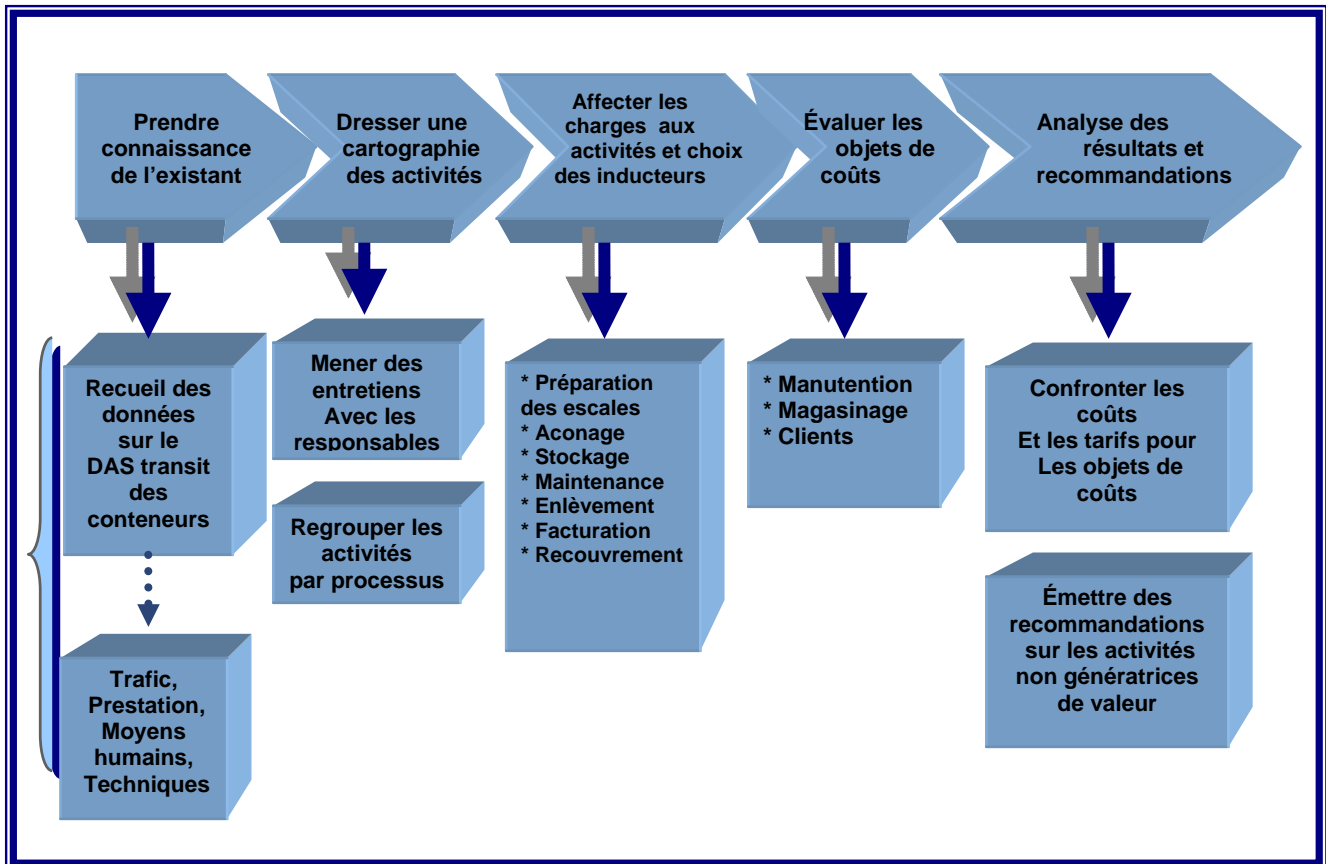 Prendre
connaissance
de l'existant
Dresser une
cartographie
des activités
Affecter les
charges aux
activités et choix
des inducteurs
Évaluer les
objets de
coûts
Analyse des
résultats et
recommandations
Recueil des
données
sur le
DAS transit
des
conteneurs
Trafic,
Prestation,
Moyens
humains,
Techniques
Mener des
entretiens
Avec les
responsables
Regrouper les
activités
par processus
* Préparation
des escales
* Aconage
* Stockage
* Maintenance
* Enlèvement
* Facturation
* Recouvrement
* Manutention
* Magasinage
* Clients
Confronter les
coûts
Et les tarifs pour
Les objets de
coûts
Émettre des
recommandations
sur les activités
non génératrices
de valeur